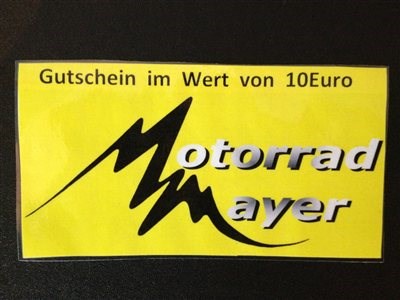 Gutschein im Wert von 10Euro
Motorrad
Mayer